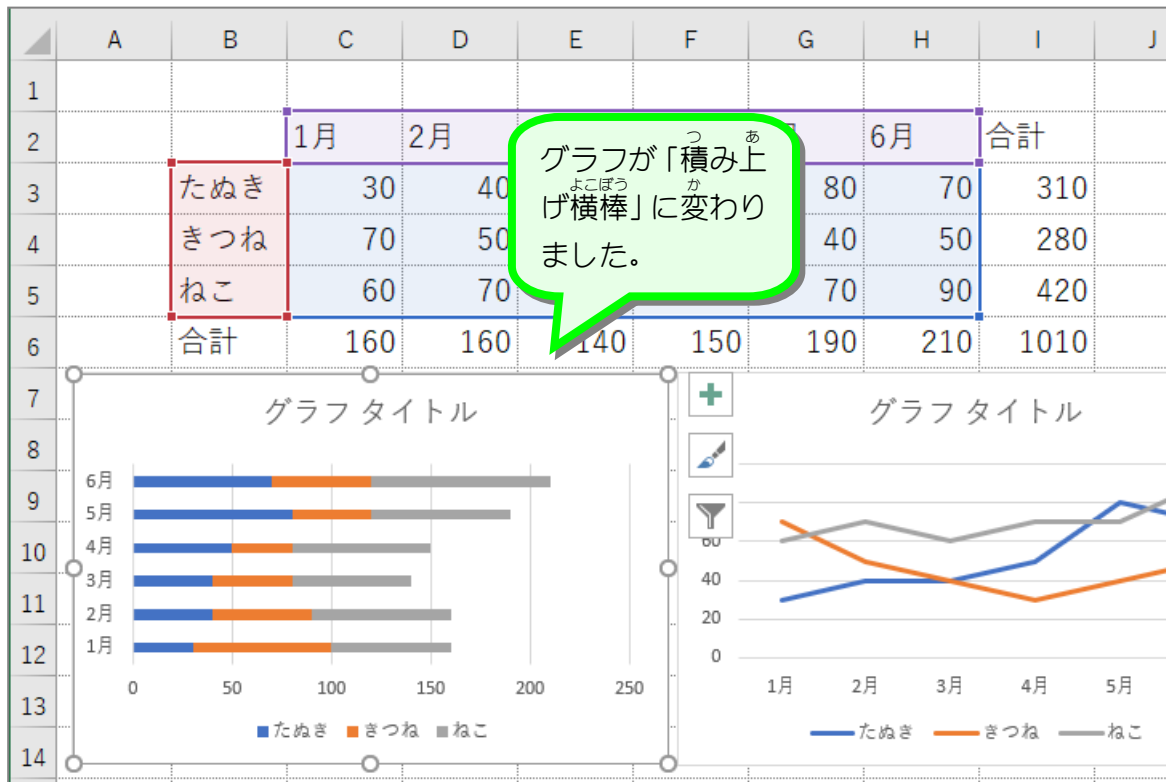 A B C D E F G H I J
1
2 1月 2月 6月 合計
3 たぬき 30 40 80 70 310
4 きつね 70 50 40 50 280
5 ねこ 60 70 70 90 420
6 合計 160 160 140 150 190 210 1010
7
8
9
10
11
12
13
14
つ あ
グラフが「積み上
よこぼう か
げ横棒」に変わり
ました。
グラフ タイトル
6月
5月
4月
3月
2月
1月
0 50 100 150 200 250
たぬき きつね ねこ
グラフ タイトル
60
40
20
0
1月 2月 3月 4月 5月
たぬき きつね ねこ